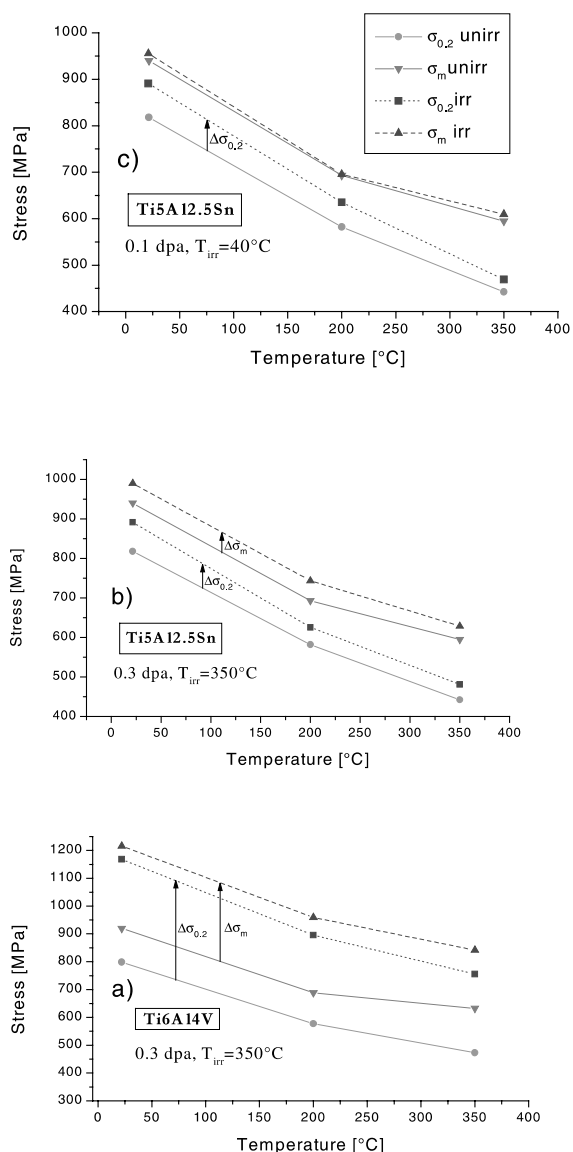 1000
900
800
700
600
500
400
Stress [MPa]
σ0.2 unirr
σm unirr
σ0.2 irr
σm irr
Δσ0.2
c)
Ti5Al2.5Sn
0.1 dpa, Tirr=40°C
0 50 100 150 200 250 300 350 400
Temperature [°C]
1000
900
800
700
600
500
400
Stress [MPa]
Δσm
Δσ0.2
b)
Ti5Al2.5Sn
0.3 dpa, Tirr=350°C
0 50 100 150 200 250 300 350 400
Temperature [°C]
1200
1100
1000
900
800
700
600
500
400
300
Stress [MPa]
Δσ0.2 Δσm
a)
Ti6Al4V
0.3 dpa, Tirr=350°C
0 50 100 150 200 250 300 350
Temperature [°C]